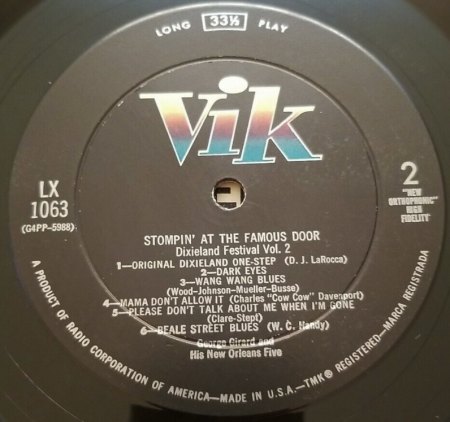 LONG 33⅓ PLAY
Vik
LX
1063
(G4PP-5988)
2
"NEW
ORTHOPHONIC"
HIGH
FIDELITY
STOMPIN' AT THE FAMOUS DOOR
Dixieland Festival Vol. 2
1—ORIGINAL DIXIELAND ONE-STEP (D. J. LaRocca)
2—DARK EYES
3—WANG WANG BLUES
(Wood-Johnson-Mueller-Busse)
4—MAMA DON'T ALLOW IT (Charles "Cow Cow" Davenport)
5—PLEASE DON'T TALK ABOUT ME WHEN I'M GONE
(Clare-Stept)
6—BEALE STREET BLUES (W. C. Handy)
George Girard and
His New Orleans Five
A PRODUCT OF RADIO CORPORATION OF AMERICA—MADE IN U.S.A.—TMK ® REGISTERED—MARCA REGISTRADA